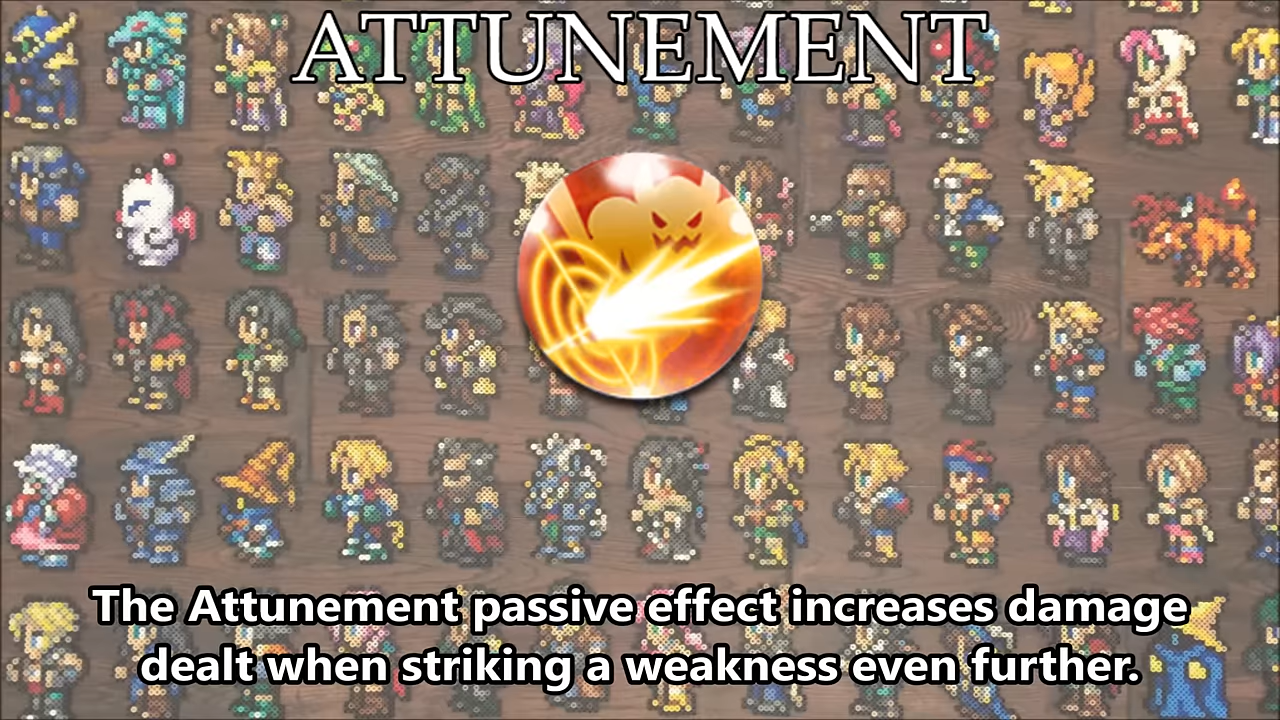 ATTUNEMENT
The Attunement passive effect increases damage
dealt when striking a weakness even further.